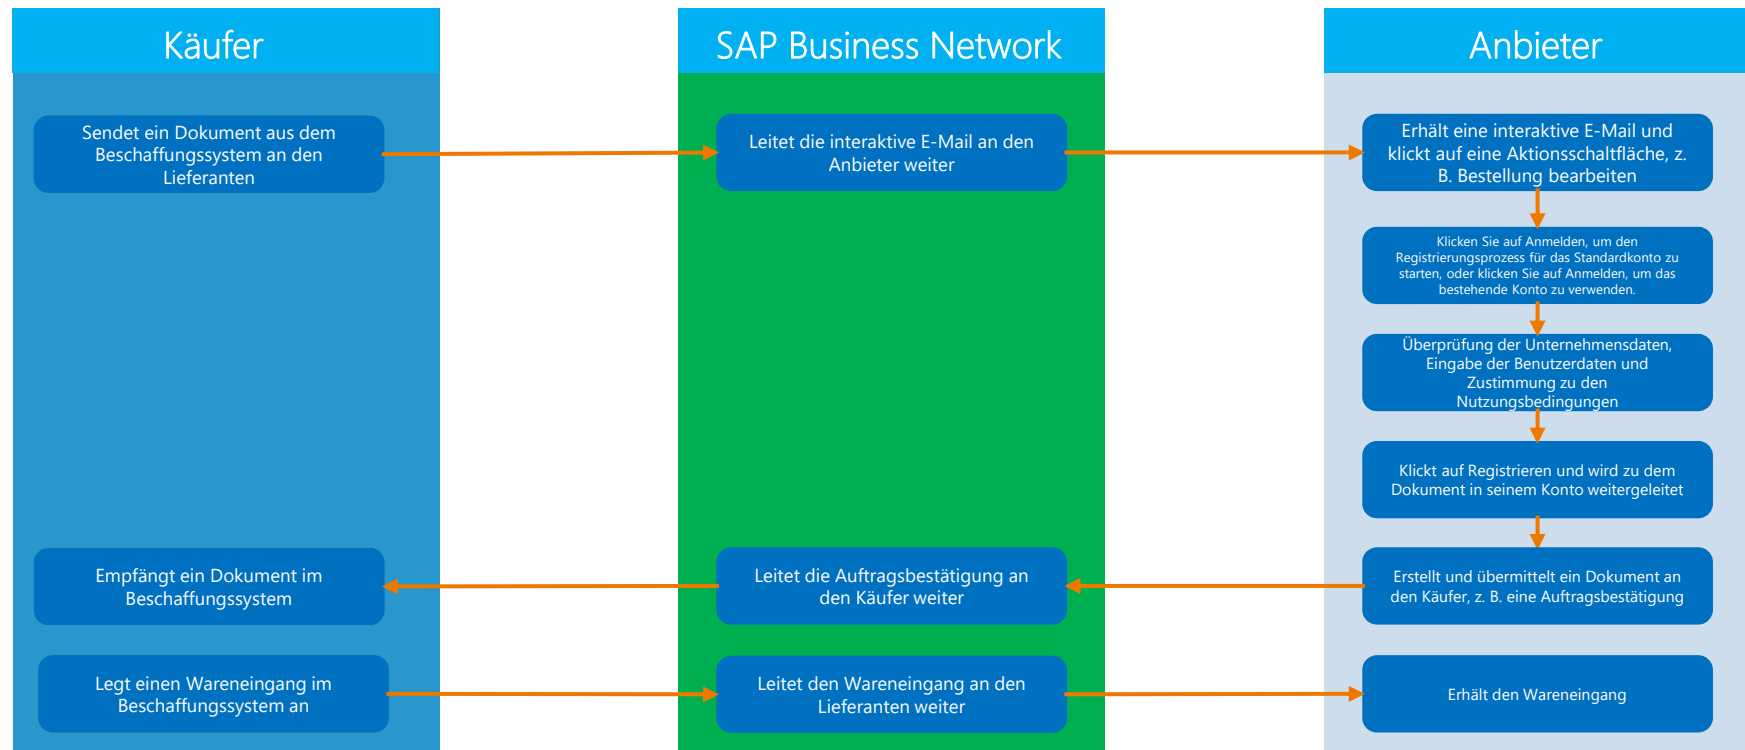 Käufer
SAP Business Network
Anbieter
Sendet ein Dokument aus dem
Beschaffungssystem an den
Lieferanten
Leitet die interaktive E-Mail an den
Anbieter weiter
Erhält eine interaktive E-Mail und
klickt auf eine Aktionsschaltfläche, z.
B. Bestellung bearbeiten
Klicken Sie auf Anmelden, um den
Registrierungsprozess für das Standardkonto zu
starten, oder klicken Sie auf Anmelden, um das
bestehende Konto zu verwenden.
Überprüfung der Unternehmensdaten,
Eingabe der Benutzerdaten und
Zustimmung zu den
Nutzungsbedingungen
Klickt auf Registrieren und wird zu dem
Dokument in seinem Konto weitergeleitet
Empfängt ein Dokument im
Beschaffungssystem
Leitet die Auftragsbestätigung an
den Käufer weiter
Erstellt und übermittelt ein Dokument an
den Käufer, z. B. eine Auftragsbestätigung
Legt einen Wareneingang im
Beschaffungssystem an
Leitet den Wareneingang an den
Lieferanten weiter
Erhält den Wareneingang